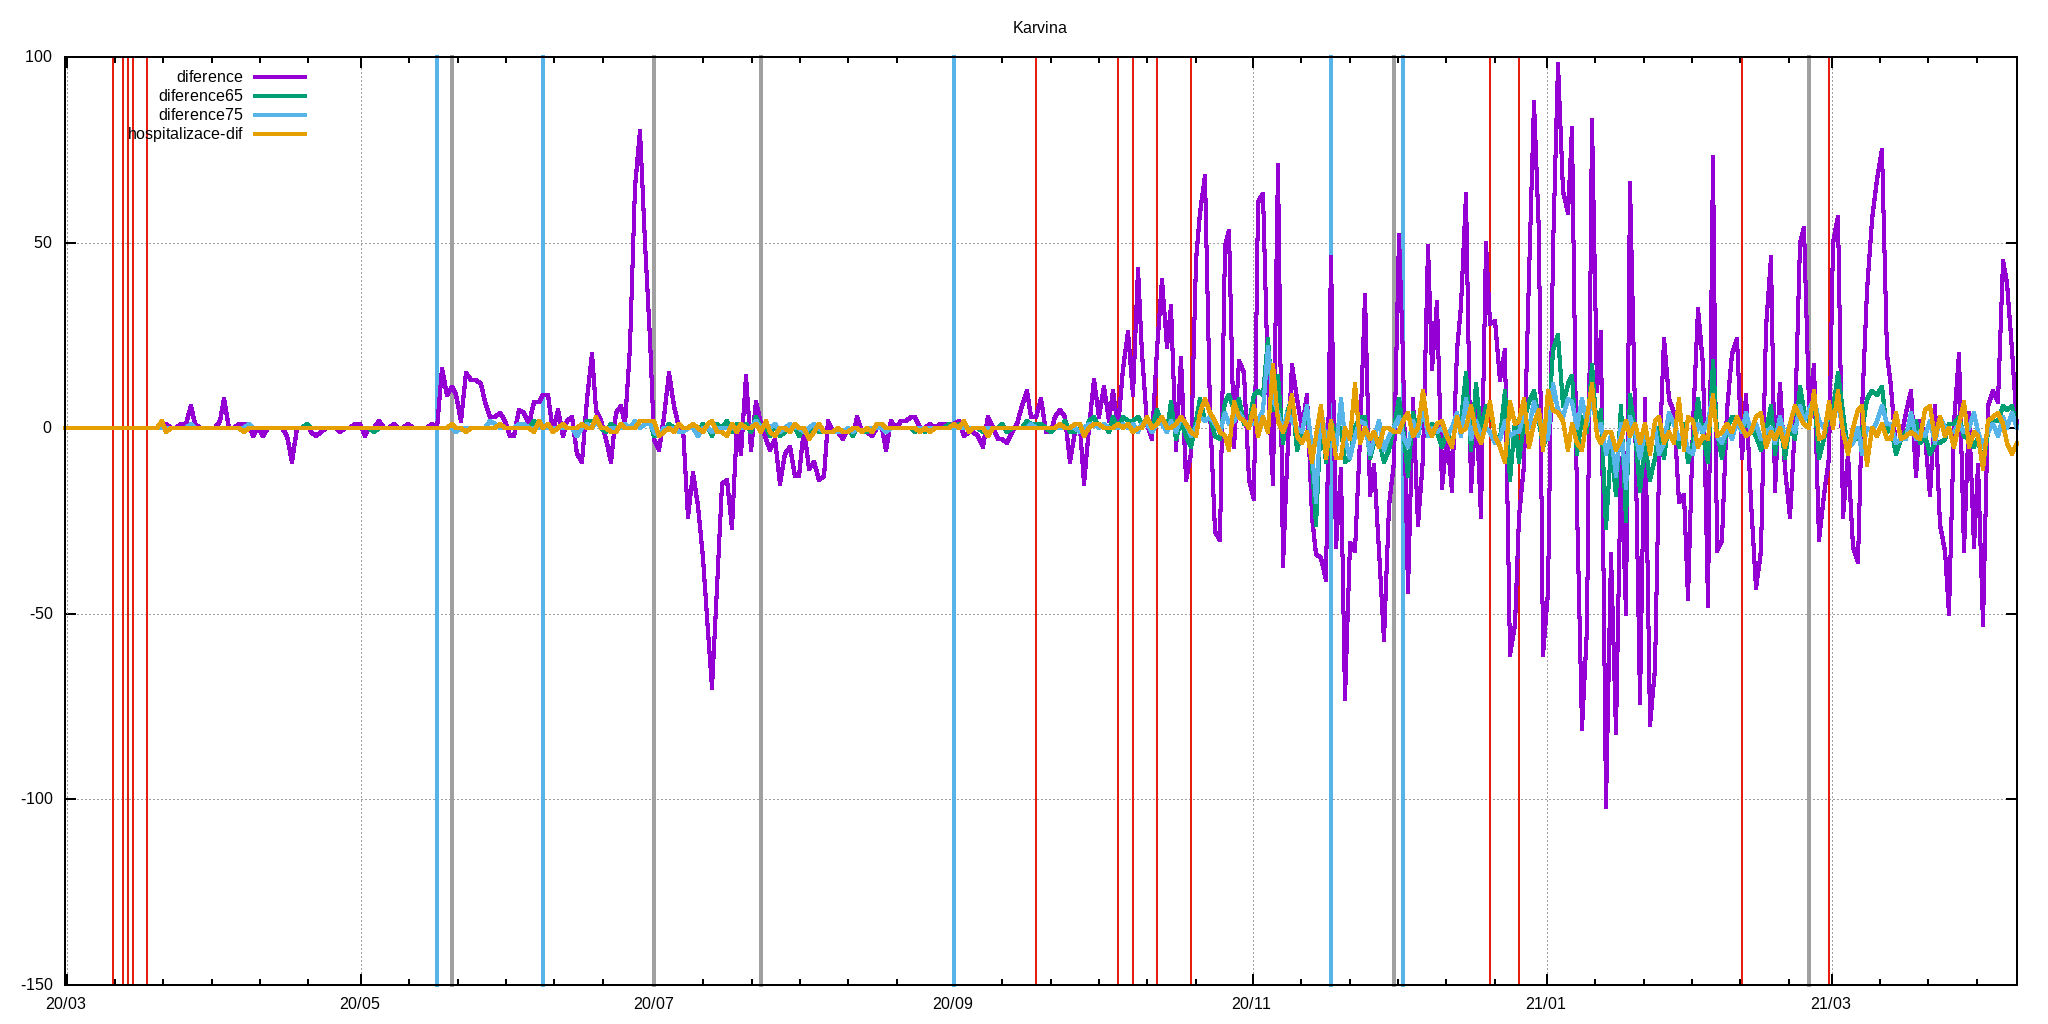 Karvina
diference
diference65
diference75
hospitalizace-dif
100
50
0
-50
-100
-150
20/03 20/05 20/07 20/09 20/11 21/01 21/03